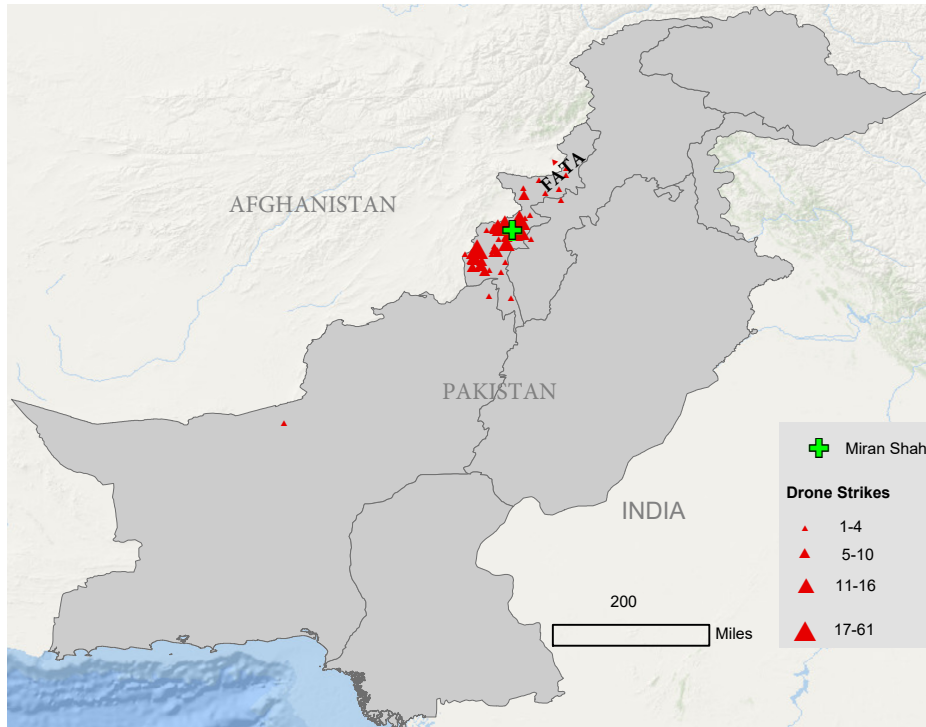 FATA
AFGHANISTAN
PAKISTAN
INDIA
Miran Shah
Drone Strikes
1-4
5-10
11-16
17-61
200
Miles